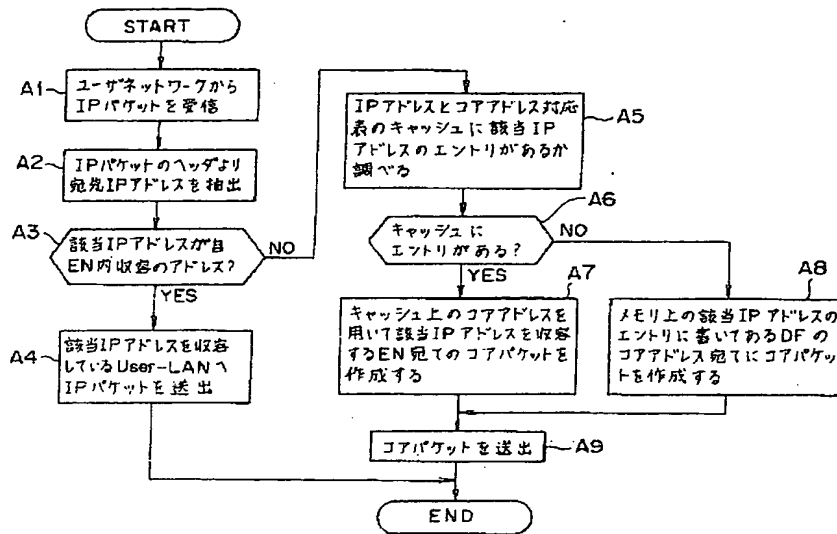 START
A1
ユーザネットワークから
IPパケットを受信
A2
IPパケットのヘッダより
宛先IPアドレスを抽出
A3
該当IPアドレスが自
EN内収容のアドレス?
NO
YES
A4
該当IPアドレスを収容
しているUser-LANへ
IPパケットを送出
IPアドレスとコアアドレス対応
表のキャッシュに該当IP
アドレスのエントリがあるか
調べる
A5
A6
キャッシュに
エントリがある?
NO
YES
A7
キャッシュ上のコアアドレスを
用いて該当IPアドレスを収容
するEN宛てのコアパケットを
作成する
A8
メモリ上の該当IPアドレスの
エントリに書いてあるDFの
コアアドレス宛てにコアパケッ
トを作成する
コアパケットを送出
A9
END